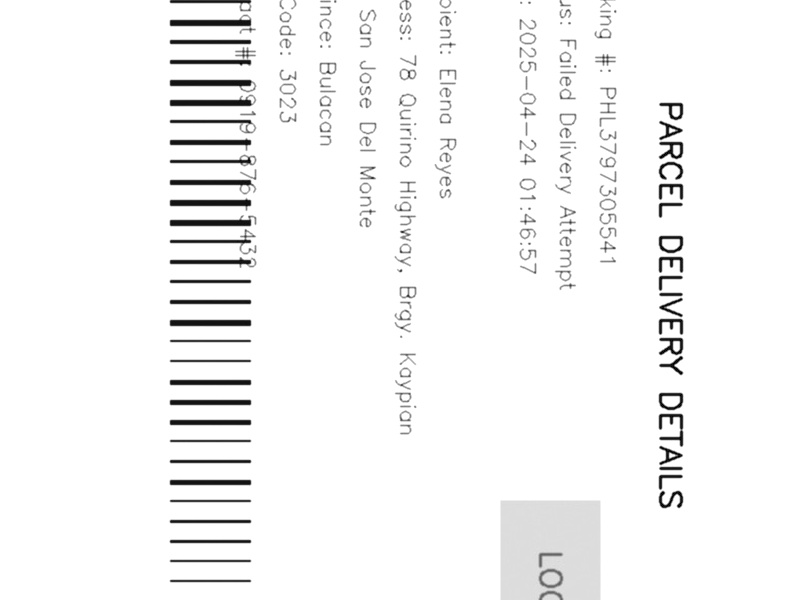 PARCEL DELIVERY DETAILS
king #: PHL3797305541
us: Failed Delivery Attempt
: 2025-04-24 01:46:57
LOG
pient: Elena Reyes
ess: 78 Quirino Highway, Brgy. Kaypian
San Jose Del Monte
ince: Bulacan
Code: 3023
act #: 0919-876-5432